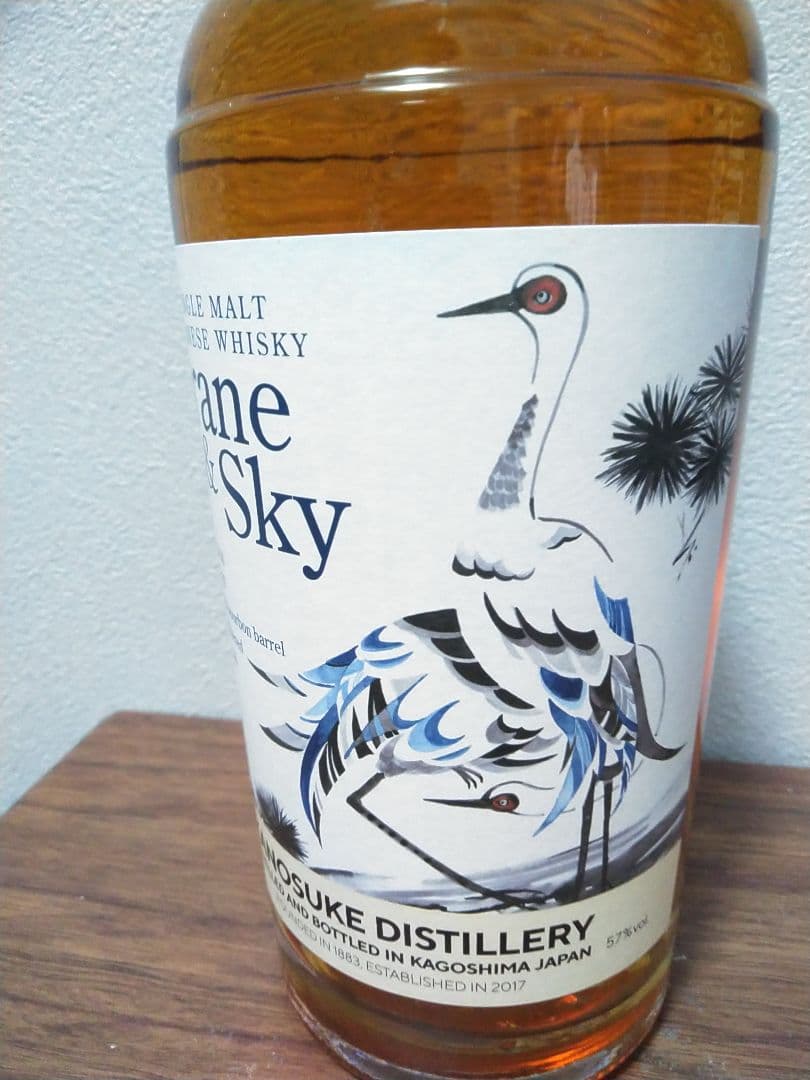 GLE MALT
NESE WHISKY
rane
& Sky
bourbon barrel
ANOSUKE DISTILLERY
AND BOTTLED IN KAGOSHIMA JAPAN
FOUNDED IN 1883, ESTABLISHED IN 2017
57%vol.